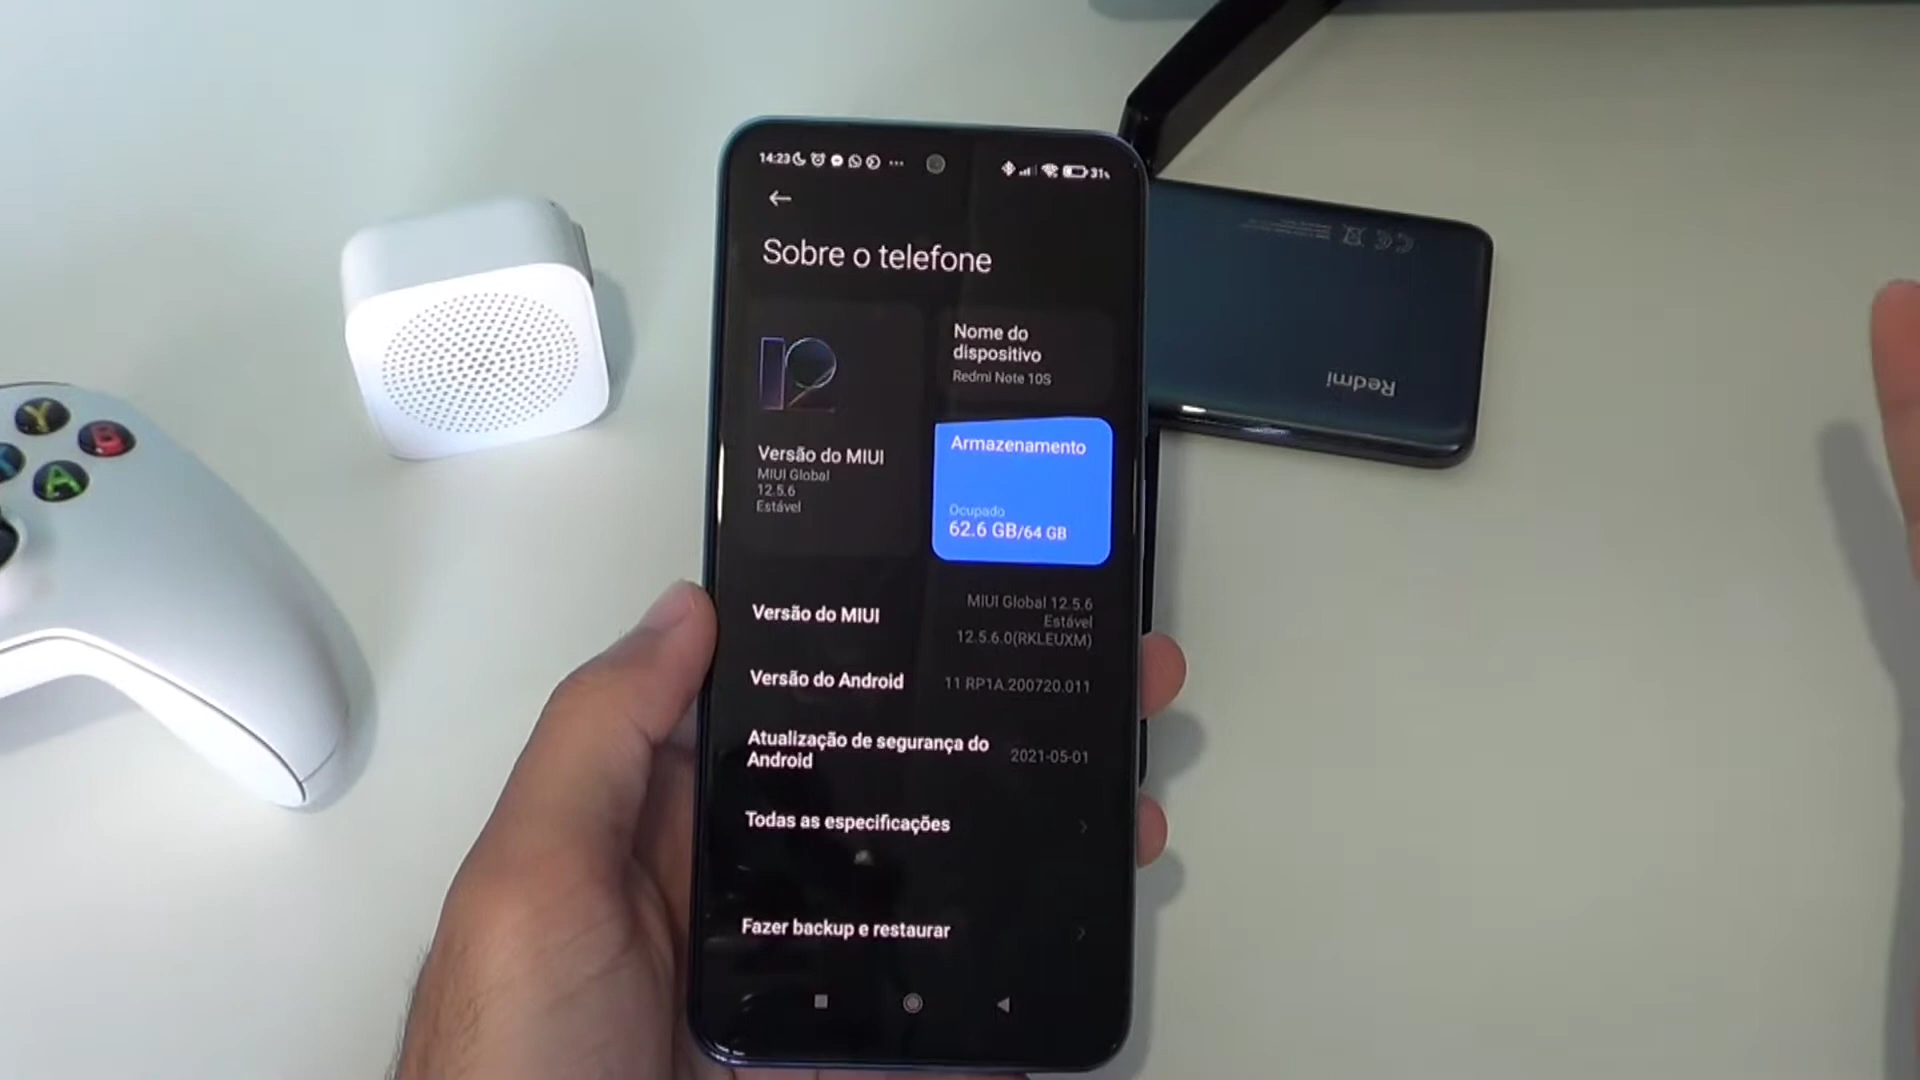 14:23
31%
Sobre o telefone
12
Nome do
dispositivo
Redmi Note 10S
Versão do MIUI
MIUI Global
12.5.6
Estável
Armazenamento
Ocupado
62.6 GB/64 GB
Versão do MIUI
MIUI Global 12.5.6
Estável
12.5.6.0(RKLEUXM)
Versão do Android
11 RP1A.200720.011
Atualização de segurança do
Android
2021-05-01
Todas as especificações
Fazer backup e restaurar
Redmi
Y
B
X
A